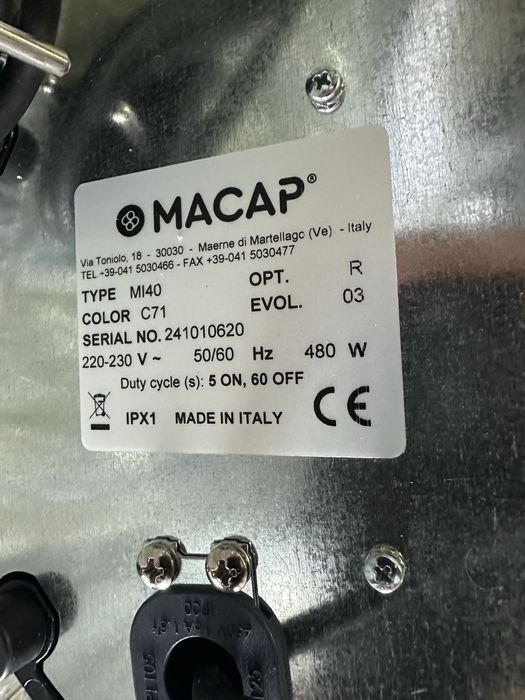 MACAP®
Via Toniolo, 18 - 30030 - Maerne di Martellago (Ve) - Italy
TEL +39-041 5030466 - FAX +39-041 5030477
TYPE MI40 OPT. R
COLOR C71 EVOL. 03
SERIAL NO. 241010620
220-230 V ~ 50/60 Hz 480 W
Duty cycle (s): 5 ON, 60 OFF
IPX1 MADE IN ITALY CE